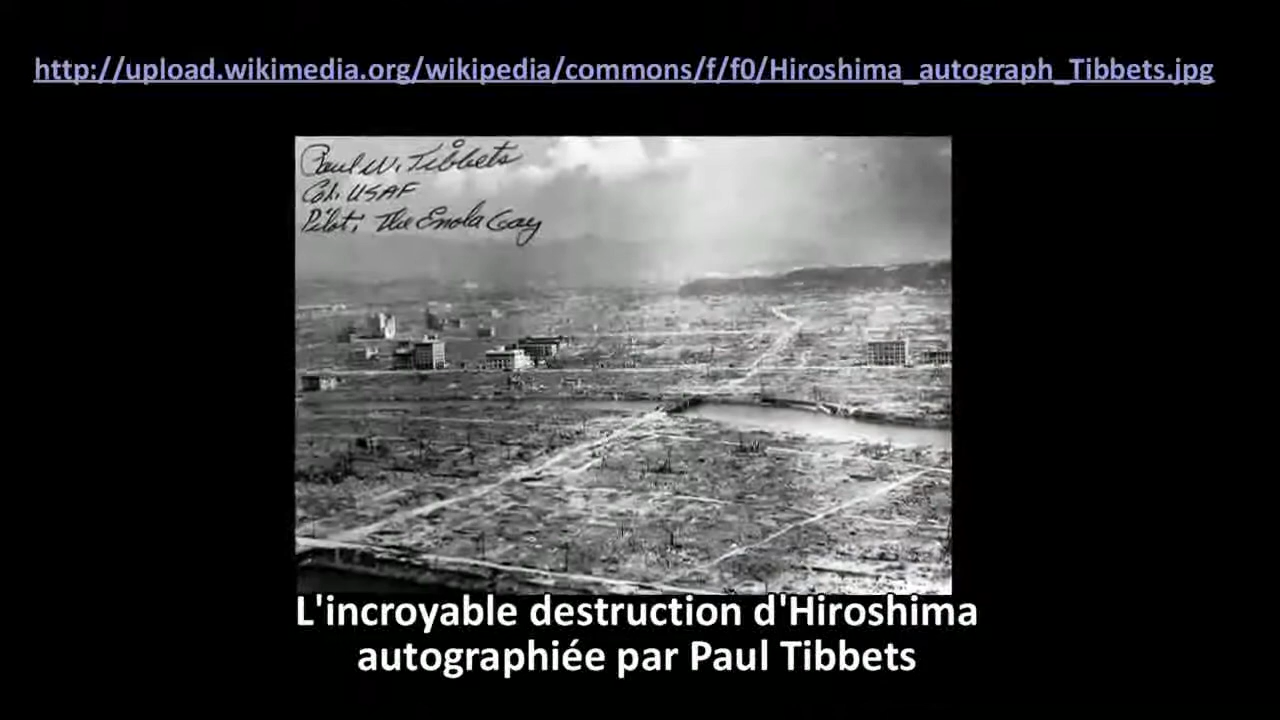 http://upload.wikimedia.org/wikipedia/commons/f/f0/Hiroshima_autograph_Tibbets.jpg
Paul W. Tibbets
Col. USAF
Pilot, The Enola Gay
L'incroyable destruction d'Hiroshima
autographiée par Paul Tibbets